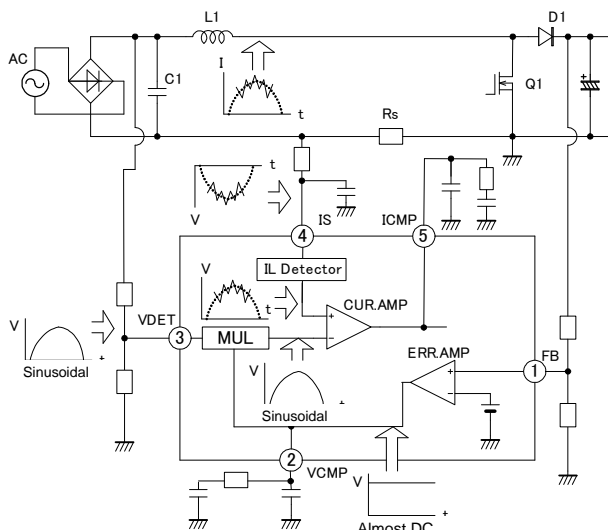 L1
D1
AC
C1
I
t
Q1
Rs
t
V
IS
ICMP
4
5
IL Detector
V
t
CUR.AMP
+
−
VDET
3
MUL
V
Sinusoidal
ERR.AMP
+
−
1
FB
V
Sinusoidal
2
VCMP
V
Almost DC
+